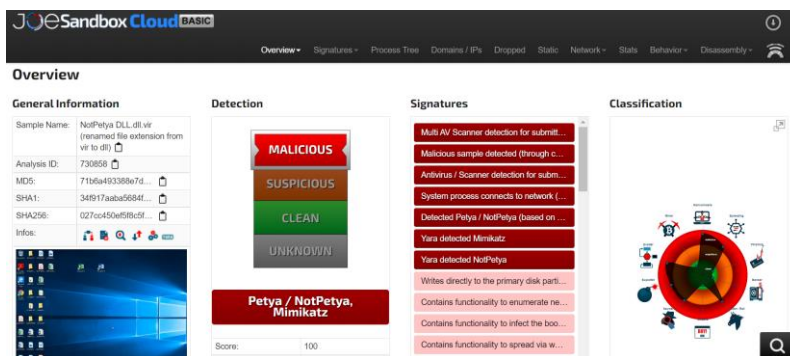 JOeSandbox Cloud BASIC
Overview Signatures Process Tree Domains / IPs Dropped Static Network Stats Behavior Disassembly
Overview
General Information
Sample Name: NotPetya DLL.dll.vir
(renamed file extension from
vir to dll)
Analysis ID: 730858
MD5: 71b6a493388e7d...
SHA1: 34f917aaba5684f...
SHA256: 027cc450ef5f8c5f...
Infos:
Detection
MALICIOUS
SUSPICIOUS
CLEAN
UNKNOWN
Petya / NotPetya,
Mimikatz
Score: 100
Signatures
Multi AV Scanner detection for submitt...
Malicious sample detected (through c...
Antivirus / Scanner detection for subm...
System process connects to network (...
Detected Petya / NotPetya (based on ...
Yara detected Mimikatz
Yara detected NotPetya
Writes directly to the primary disk parti...
Contains functionality to enumerate ne...
Contains functionality to infect the boo...
Contains functionality to spread via w...
Classification